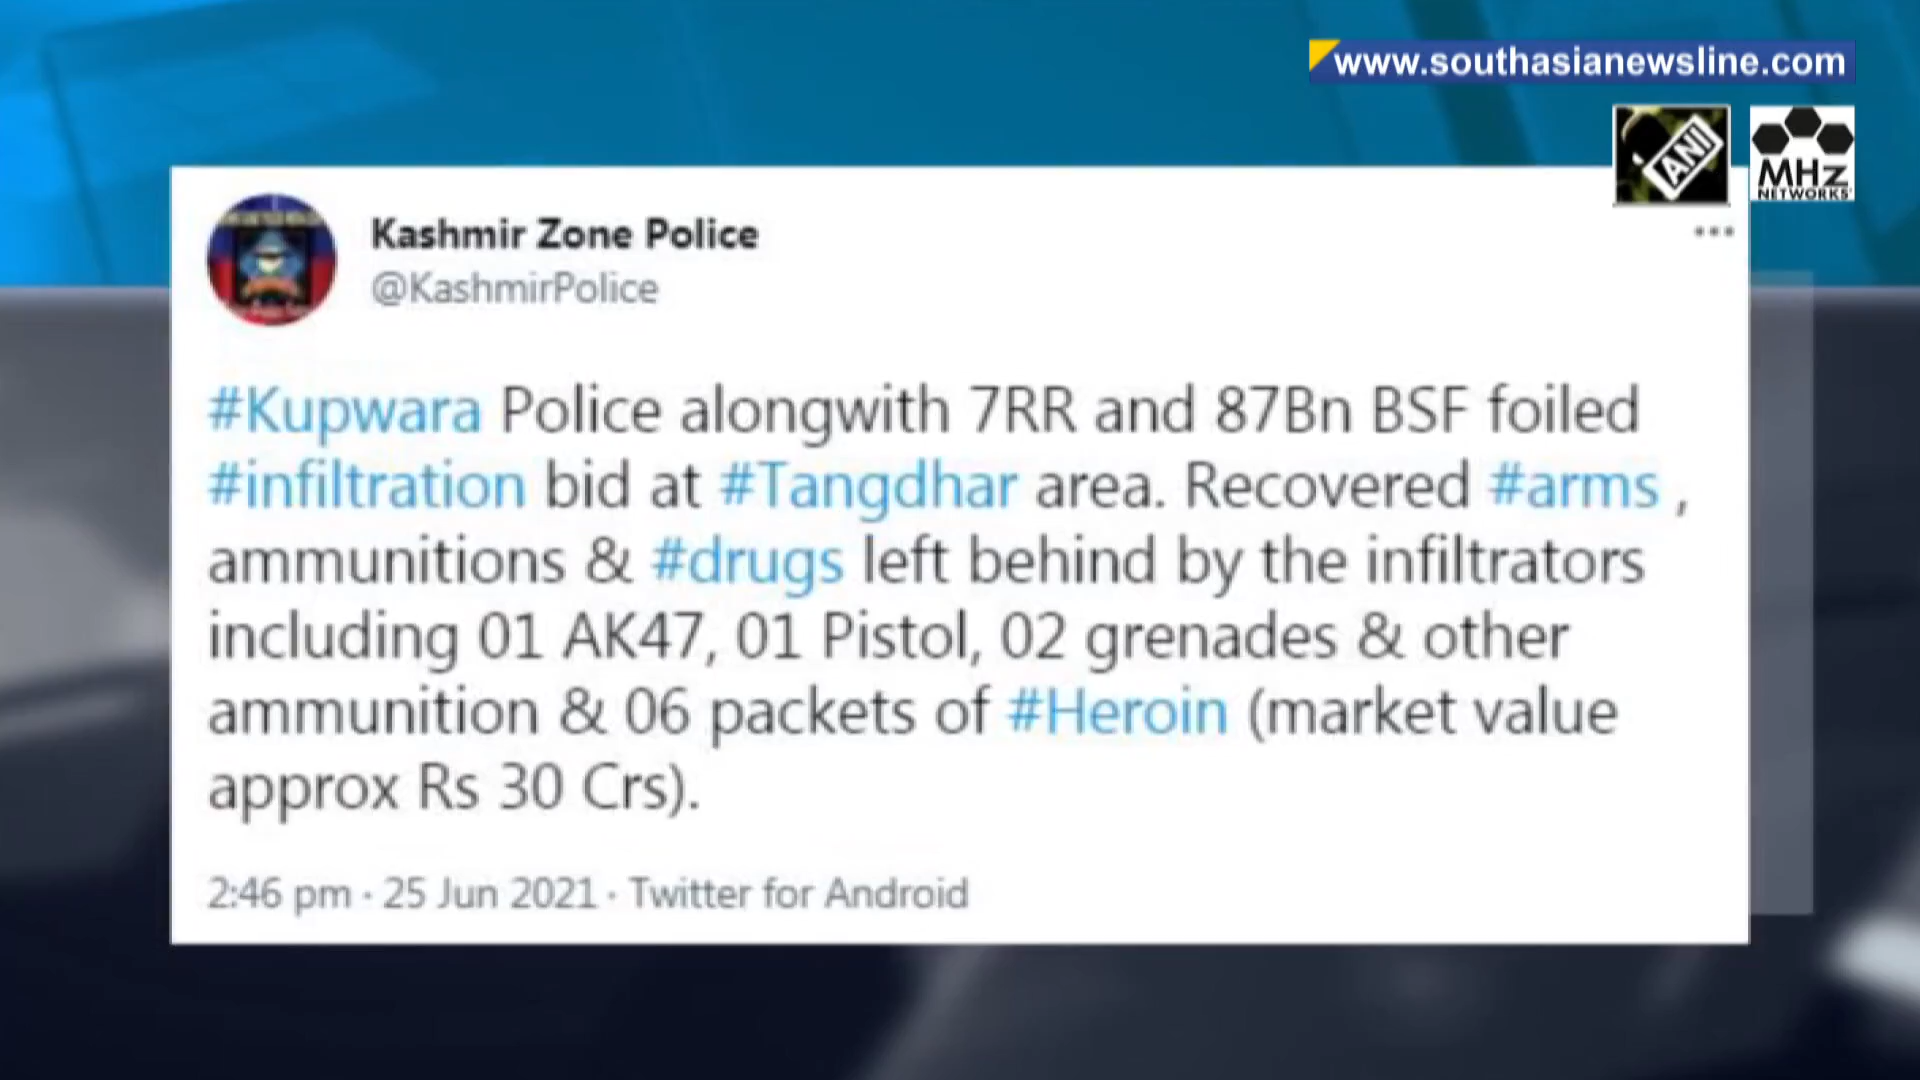 www.southasianewsline.com
ANI
MHz
NETWORKS
Kashmir Zone Police
@KashmirPolice
#Kupwara Police alongwith 7RR and 87Bn BSF foiled
#infiltration bid at #Tangdhar area. Recovered #arms ,
ammunitions & #drugs left behind by the infiltrators
including 01 AK47, 01 Pistol, 02 grenades & other
ammunition & 06 packets of #Heroin (market value
approx Rs 30 Crs).
2:46 pm · 25 Jun 2021 · Twitter for Android